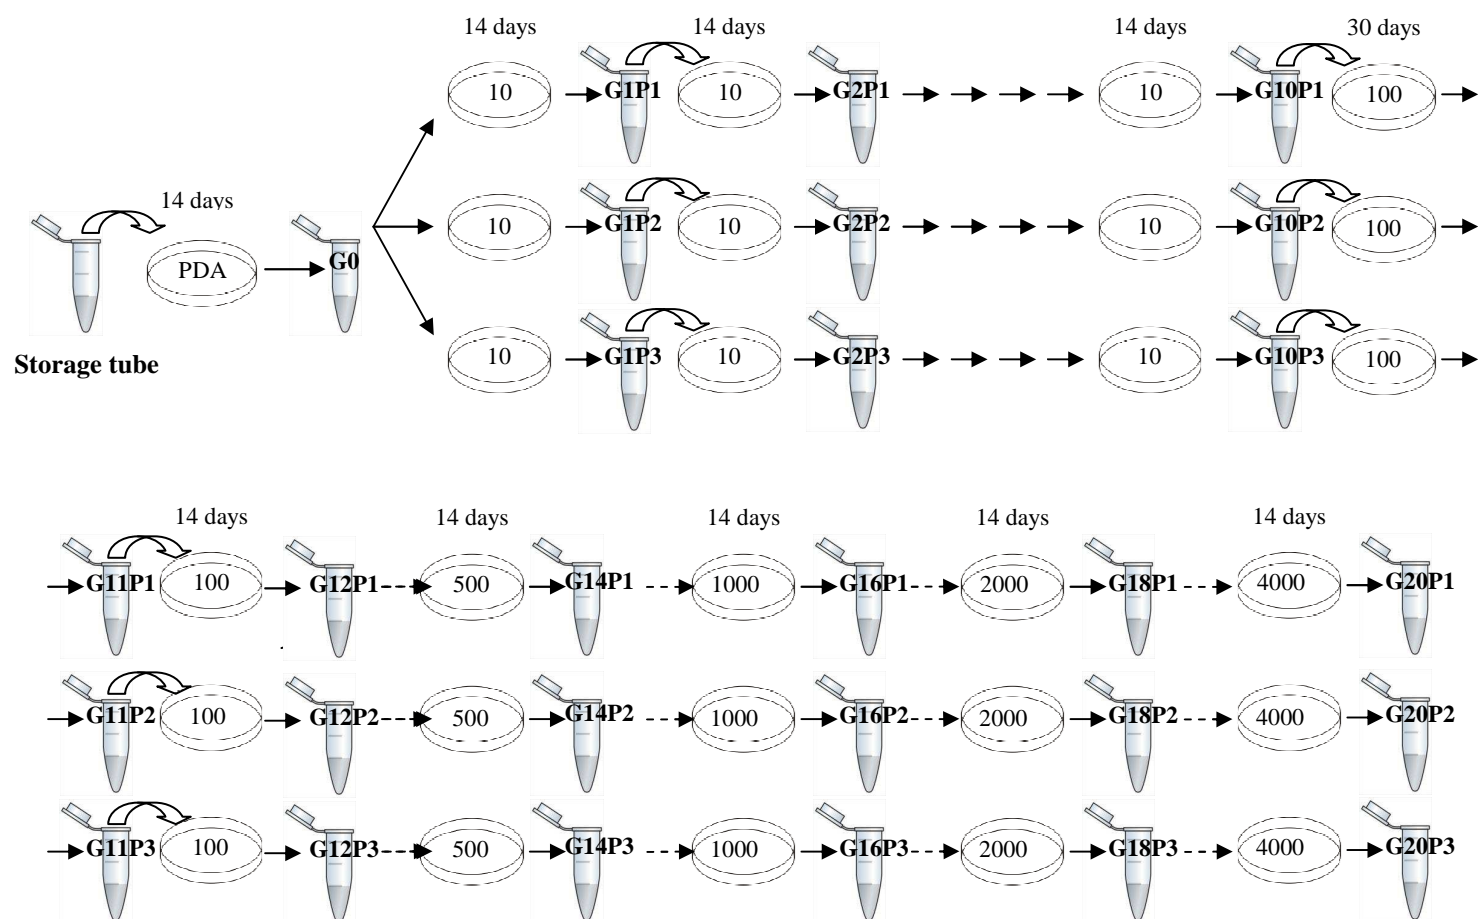 14 days 14 days 14 days 30 days
10 G1P1 10 G2P1 10 G10P1 100
14 days
10 G1P2 10 G2P2 10 G10P2 100
PDA G0
10 G1P3 10 G2P3 10 G10P3 100
Storage tube
14 days 14 days 14 days 14 days 14 days
G11P1 100 G12P1 500 G14P1 1000 G16P1 2000 G18P1 4000 G20P1
G11P2 100 G12P2 500 G14P2 1000 G16P2 2000 G18P2 4000 G20P2
G11P3 100 G12P3 500 G14P3 1000 G16P3 2000 G18P3 4000 G20P3